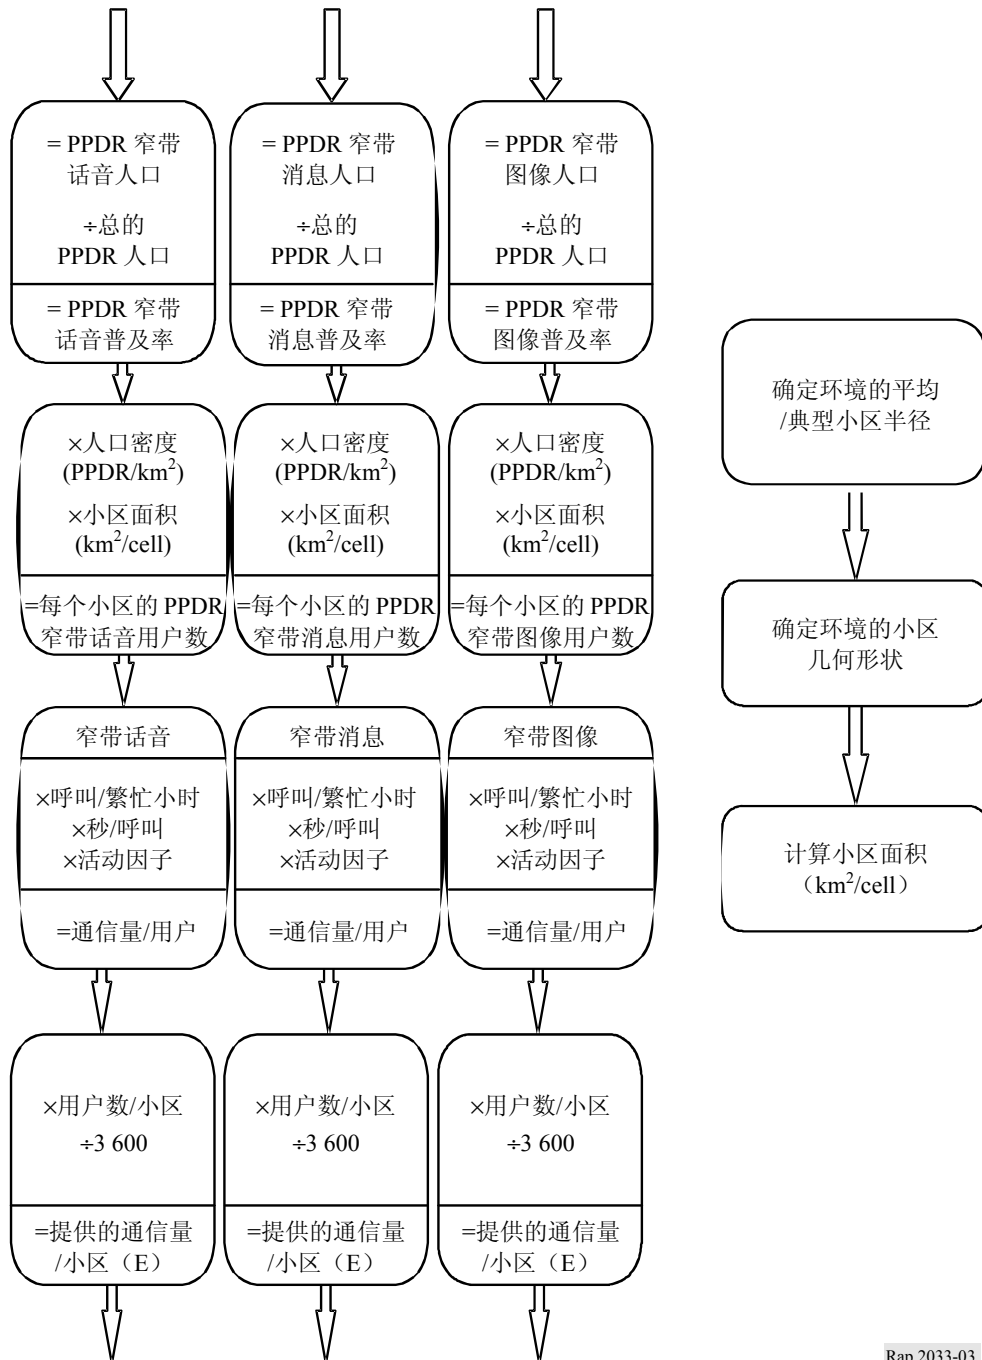 = PPDR 窄带
话音人口
÷总的
PPDR 人口
= PPDR 窄带
话音普及率
= PPDR 窄带
消息人口
÷总的
PPDR 人口
= PPDR 窄带
消息普及率
= PPDR 窄带
图像人口
÷总的
PPDR 人口
= PPDR 窄带
图像普及率
×人口密度
(PPDR/km²)
×小区面积
(km²/cell)
=每个小区的 PPDR
窄带话音用户数
×人口密度
(PPDR/km²)
×小区面积
(km²/cell)
=每个小区的 PPDR
窄带消息用户数
×人口密度
(PPDR/km²)
×小区面积
(km²/cell)
=每个小区的 PPDR
窄带图像用户数
窄带话音
×呼叫/繁忙小时
×秒/呼叫
×活动因子
=通信量/用户
窄带消息
×呼叫/繁忙小时
×秒/呼叫
×活动因子
=通信量/用户
窄带图像
×呼叫/繁忙小时
×秒/呼叫
×活动因子
=通信量/用户
×用户数/小区
÷3 600
=提供的通信量
/小区（E）
×用户数/小区
÷3 600
=提供的通信量
/小区（E）
×用户数/小区
÷3 600
=提供的通信量
/小区（E）
确定环境的平均
/典型小区半径
确定环境的小区
几何形状
计算小区面积
（km²/cell）
Rap 2033-03